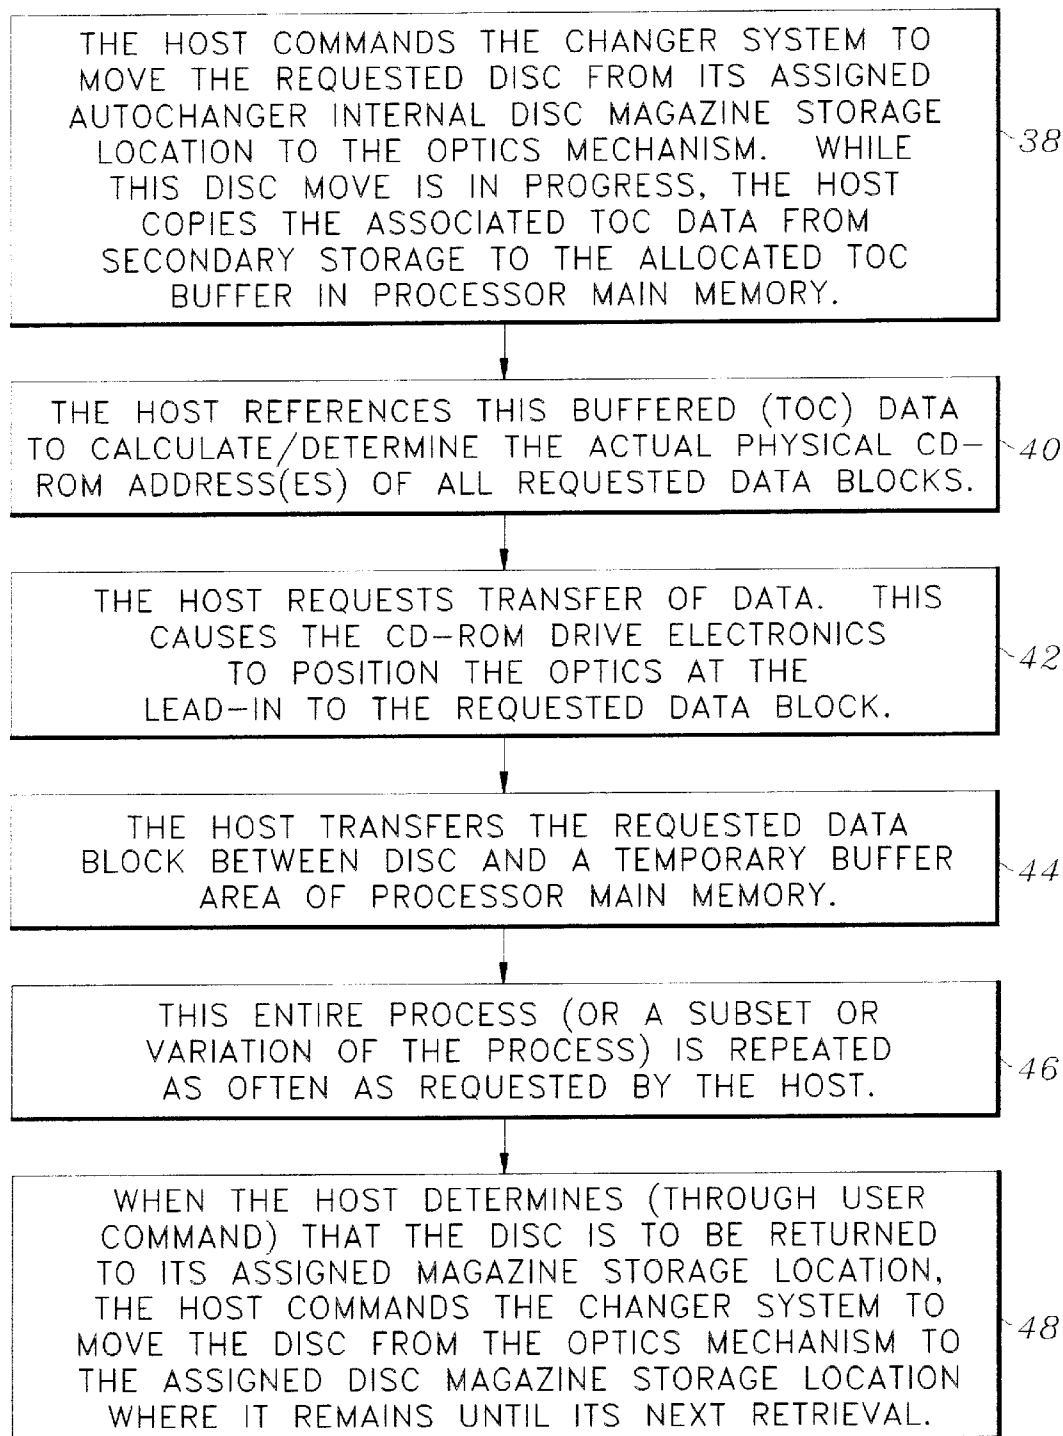 THE HOST COMMANDS THE CHANGER SYSTEM TO
MOVE THE REQUESTED DISC FROM ITS ASSIGNED
AUTOCHANGER INTERNAL DISC MAGAZINE STORAGE
LOCATION TO THE OPTICS MECHANISM. WHILE
THIS DISC MOVE IS IN PROGRESS, THE HOST
COPIES THE ASSOCIATED TOC DATA FROM
SECONDARY STORAGE TO THE ALLOCATED TOC
BUFFER IN PROCESSOR MAIN MEMORY.
38
THE HOST REFERENCES THIS BUFFERED (TOC) DATA
TO CALCULATE/DETERMINE THE ACTUAL PHYSICAL CD-
ROM ADDRESS(ES) OF ALL REQUESTED DATA BLOCKS.
40
THE HOST REQUESTS TRANSFER OF DATA. THIS
CAUSES THE CD-ROM DRIVE ELECTRONICS
TO POSITION THE OPTICS AT THE
LEAD-IN TO THE REQUESTED DATA BLOCK.
42
THE HOST TRANSFERS THE REQUESTED DATA
BLOCK BETWEEN DISC AND A TEMPORARY BUFFER
AREA OF PROCESSOR MAIN MEMORY.
44
THIS ENTIRE PROCESS (OR A SUBSET OR
VARIATION OF THE PROCESS) IS REPEATED
AS OFTEN AS REQUESTED BY THE HOST.
46
WHEN THE HOST DETERMINES (THROUGH USER
COMMAND) THAT THE DISC IS TO BE RETURNED
TO ITS ASSIGNED MAGAZINE STORAGE LOCATION,
THE HOST COMMANDS THE CHANGER SYSTEM TO
MOVE THE DISC FROM THE OPTICS MECHANISM TO
THE ASSIGNED DISC MAGAZINE STORAGE LOCATION
WHERE IT REMAINS UNTIL ITS NEXT RETRIEVAL.
48